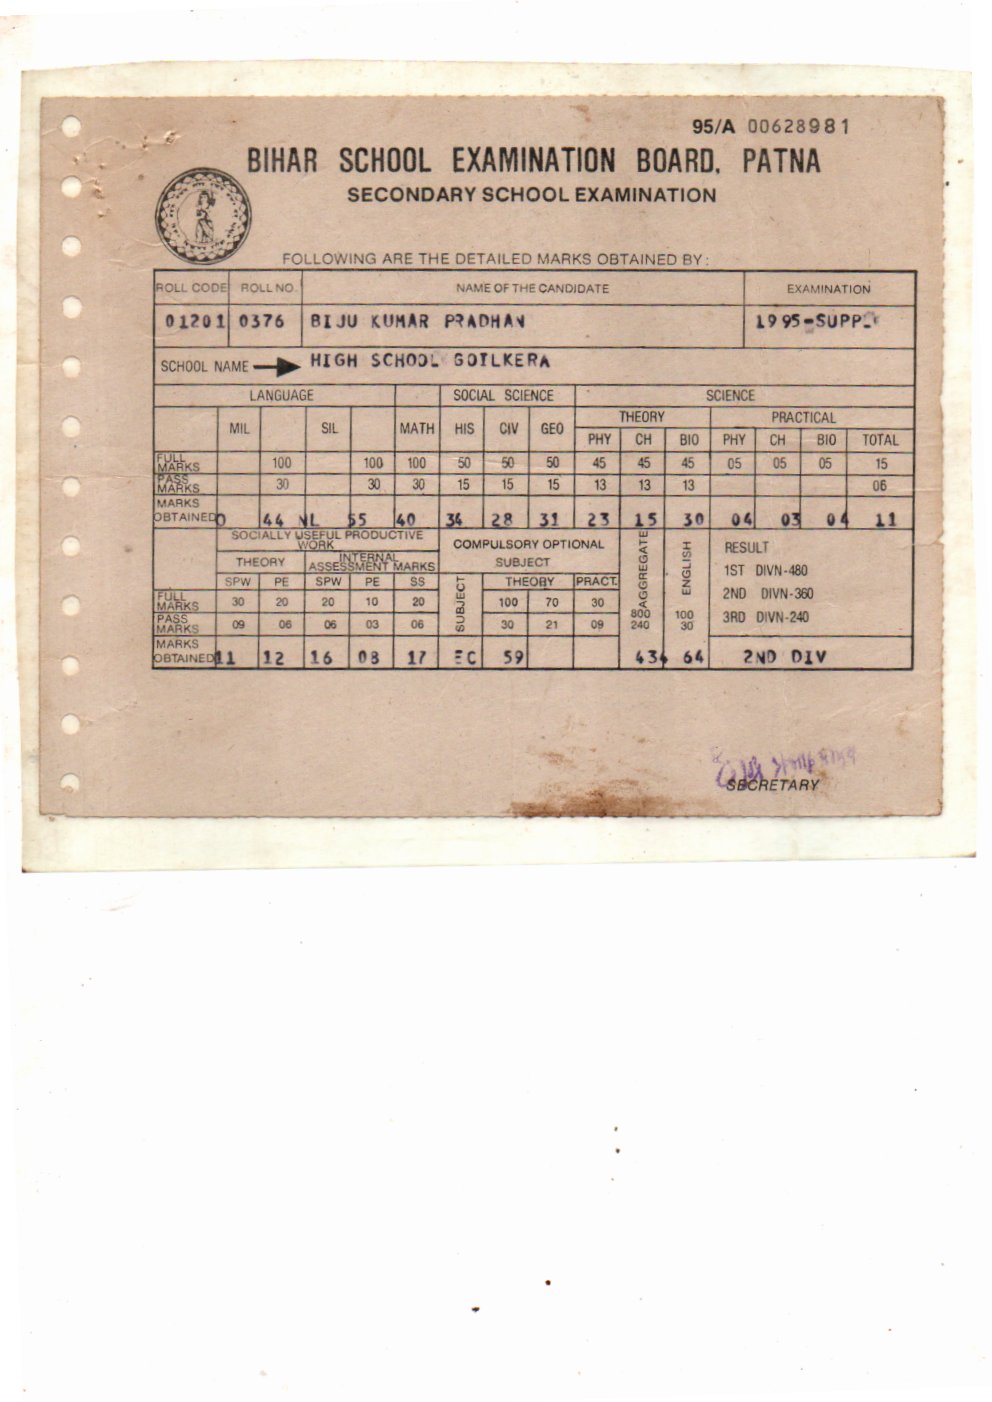 95/A 00628981
BIHAR SCHOOL EXAMINATION BOARD, PATNA
SECONDARY SCHOOL EXAMINATION
FOLLOWING ARE THE DETAILED MARKS OBTAINED BY:
ROLL CODE ROLL NO. NAME OF THE CANDIDATE EXAMINATION
01201 0376 BIJU KUMAR PRADHAN 1995-SUPPL
SCHOOL NAME HIGH SCHOOL GOILKERA
LANGUAGE SOCIAL SCIENCE SCIENCE
MIL SIL MATH HIS CIV GEO THEORY PRACTICAL
PHY CH BIO PHY CH BIO TOTAL
FULL MARKS 100 100 100 50 50 50 45 45 45 05 05 05 15
PASS MARKS 30 30 30 15 15 15 13 13 13 06
MARKS OBTAINED O 44 NL 55 40 34 28 31 23 15 30 04 03 04 11
SOCIALLY USEFUL PRODUCTIVE WORK COMPULSORY OPTIONAL SUBJECT AGGREGATE ENGLISH RESULT
THEORY INTERNAL ASSESSMENT MARKS 1ST DIVN-480
SPW PE SPW PE SS SUBJECT THEORY PRACT. 2ND DIVN-360
FULL MARKS 30 20 20 10 20 100 70 30 800 100 3RD DIVN-240
PASS MARKS 09 06 06 03 06 30 21 09 240 30
MARKS OBTAINED 11 12 16 08 17 EC 59 434 64 2ND DIV
SECRETARY